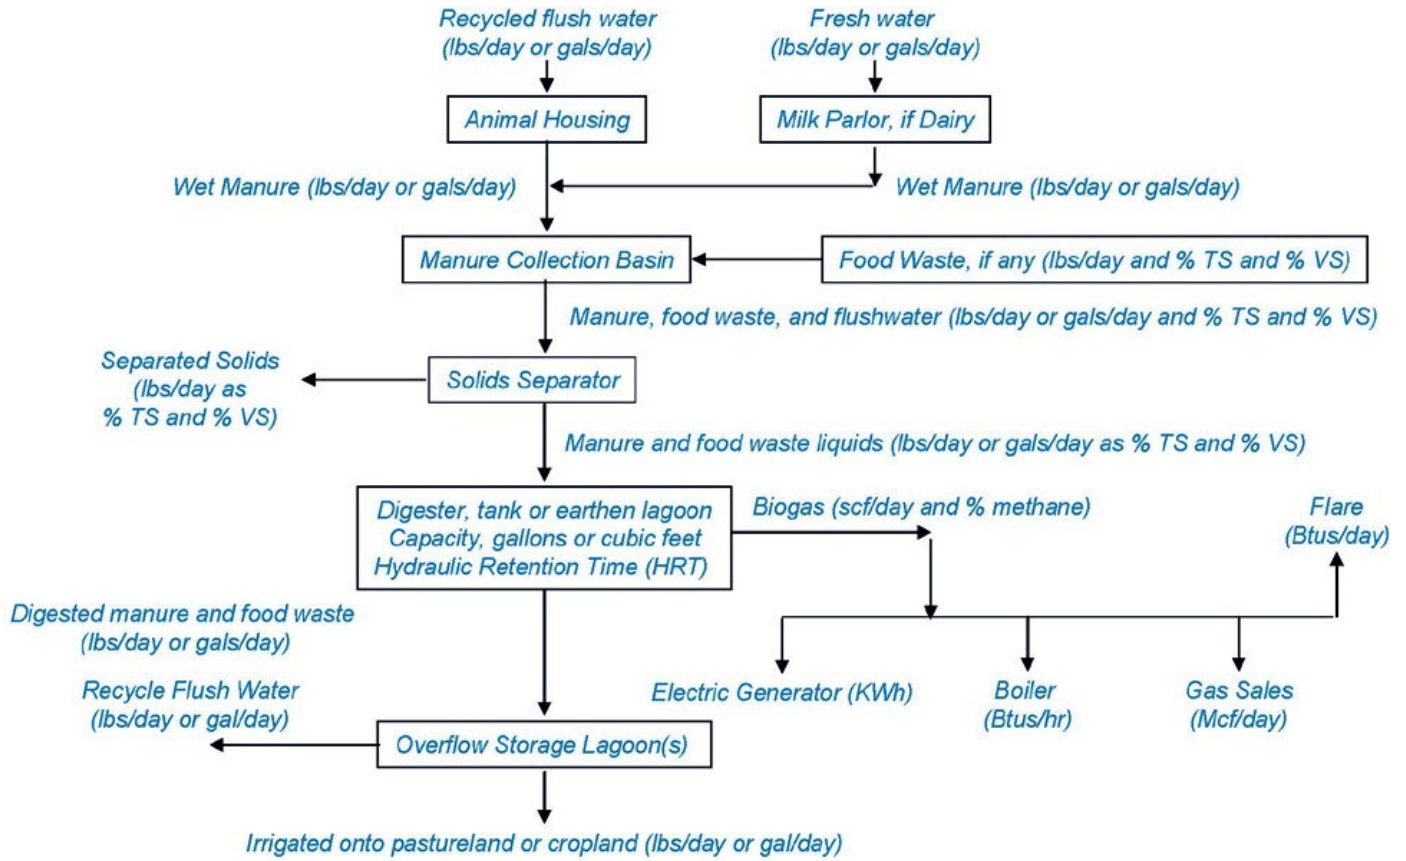 Recycled flush water
(lbs/day or gals/day)
Fresh water
(lbs/day or gals/day)
Animal Housing
Milk Parlor, if Dairy
Wet Manure (lbs/day or gals/day)
Wet Manure (lbs/day or gals/day)
Manure Collection Basin
Food Waste, if any (lbs/day and % TS and % VS)
Manure, food waste, and flushwater (lbs/day or gals/day and % TS and % VS)
Separated Solids
(lbs/day as
% TS and % VS)
Solids Separator
Manure and food waste liquids (lbs/day or gals/day as % TS and % VS)
Digester, tank or earthen lagoon
Capacity, gallons or cubic feet
Hydraulic Retention Time (HRT)
Biogas (scf/day and % methane)
Flare
(Btus/day)
Digested manure and food waste
(lbs/day or gals/day)
Electric Generator (KWh)
Boiler
(Btus/hr)
Gas Sales
(Mcf/day)
Recycle Flush Water
(lbs/day or gal/day)
Overflow Storage Lagoon(s)
Irrigated onto pastureland or cropland (lbs/day or gal/day)